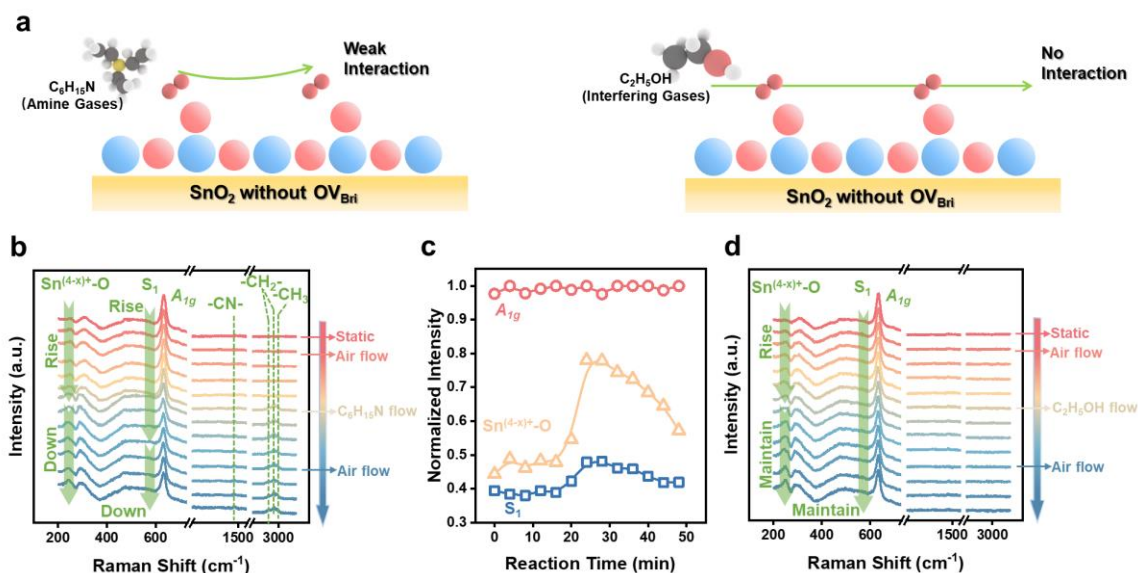 a
C₆H₁₅N
(Amine Gases)
Weak
Interaction
SnO₂ without OV_Bri
C₂H₅OH
(Interfering Gases)
No
Interaction
SnO₂ without OV_Bri
b
Intensity (a.u.)
Sn⁽⁴⁻ˣ⁾⁺-O
S₁
A₁g
Rise
Rise
Down
Down
-CN-
-CH₂-
-CH₃
Static
Air flow
C₆H₁₅N flow
Air flow
200 600 1500 3000
Raman Shift (cm⁻¹)
c
Normalized Intensity
1.0
0.9
0.8
0.7
0.6
0.5
0.4
0.3
A₁g
Sn⁽⁴⁻ˣ⁾⁺-O
S₁
0 10 20 30 40 50
Reaction Time (min)
d
Intensity (a.u.)
Sn⁽⁴⁻ˣ⁾⁺-O
S₁
A₁g
Rise
Maintain
Maintain
Static
Air flow
C₂H₅OH flow
Air flow
200 600 1500 3000
Raman Shift (cm⁻¹)